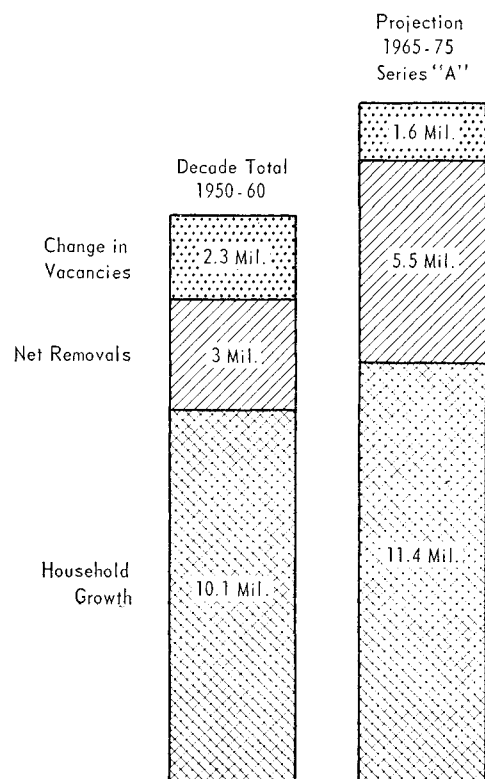 Projection
1965-75
Series "A"
1.6 Mil.
Decade Total
1950-60
Change in
Vacancies
2.3 Mil.
5.5 Mil.
Net Removals
3 Mil.
11.4 Mil.
Household
Growth
10.1 Mil.